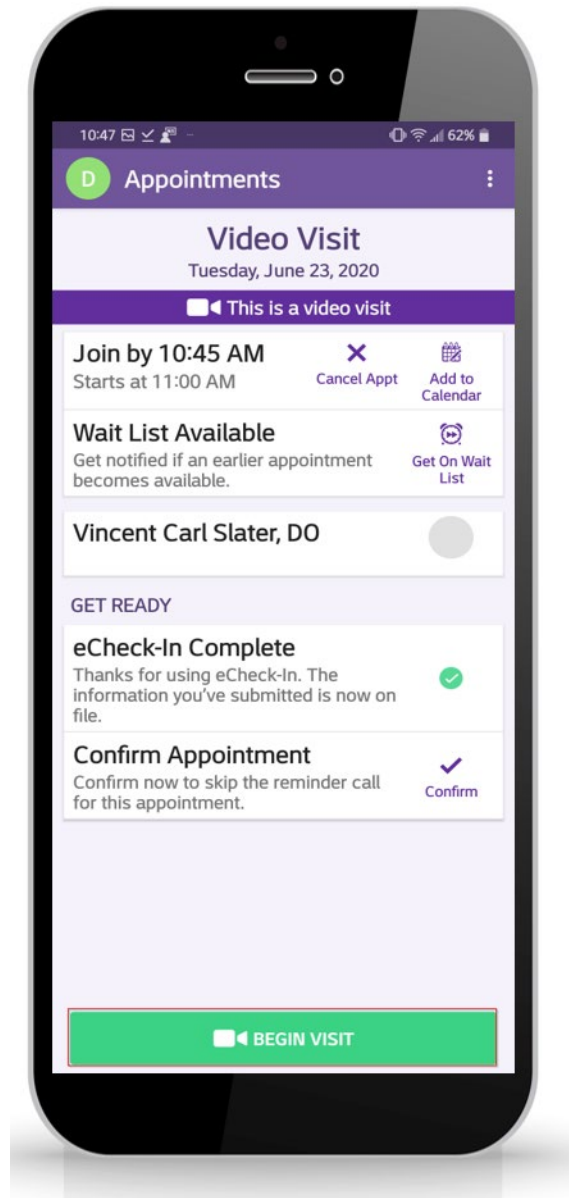 10:47 62%
D Appointments
Video Visit
Tuesday, June 23, 2020
This is a video visit
Join by 10:45 AM
Starts at 11:00 AM
Cancel Appt
Add to
Calendar
Wait List Available
Get notified if an earlier appointment
becomes available.
Get On Wait
List
Vincent Carl Slater, DO
GET READY
eCheck-In Complete
Thanks for using eCheck-In. The
information you've submitted is now on
file.
Confirm Appointment
Confirm now to skip the reminder call
for this appointment.
Confirm
BEGIN VISIT